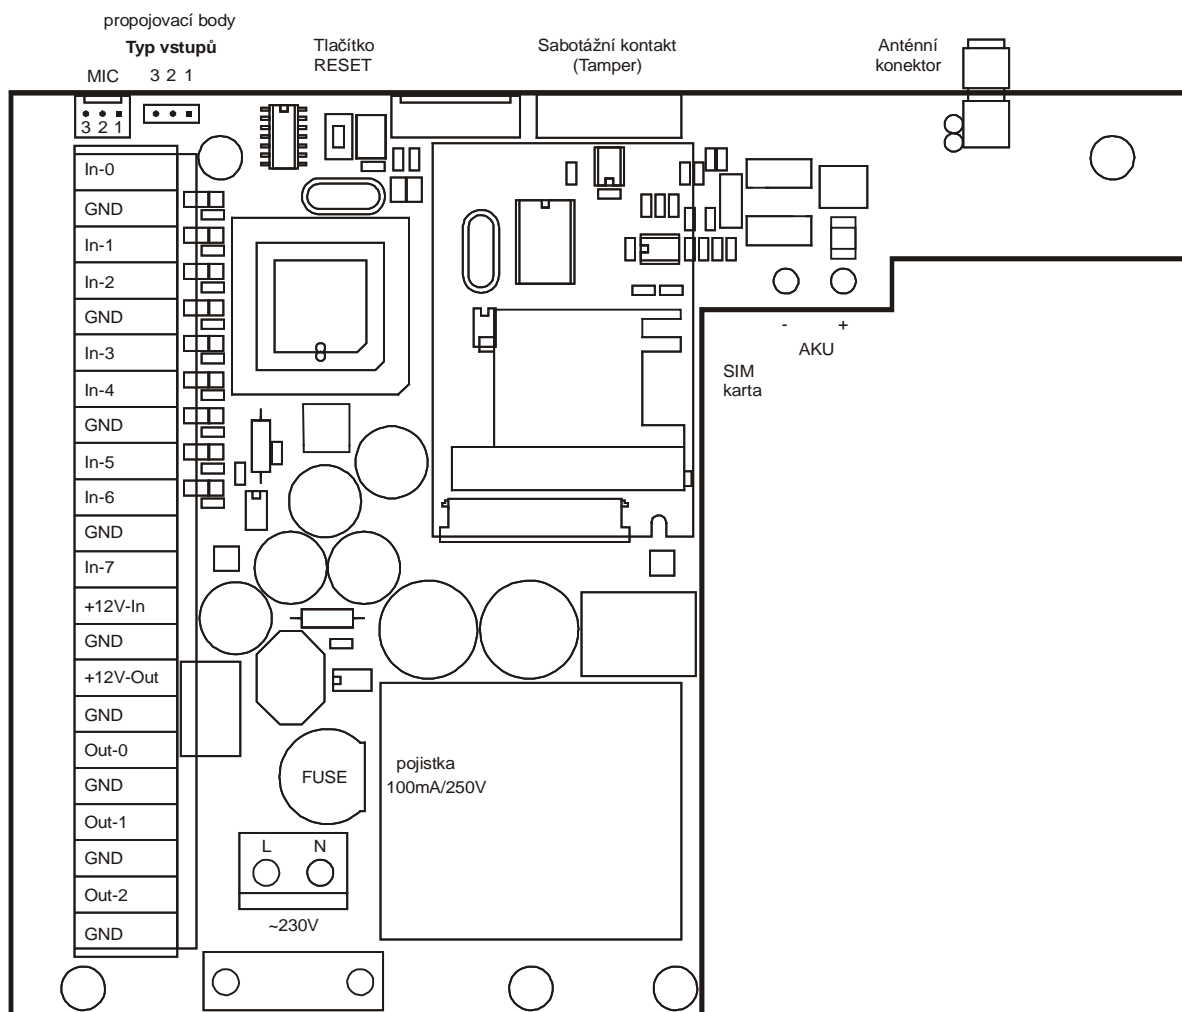 propojovací body
Typ vstupů
MIC
3 2 1
3 2 1
Tlačítko
RESET
Sabotážní kontakt
(Tamper)
Anténní
konektor
In-0
GND
In-1
In-2
GND
In-3
In-4
GND
In-5
In-6
GND
In-7
+12V-In
GND
+12V-Out
GND
Out-0
GND
Out-1
GND
Out-2
GND
- +
AKU
SIM
karta
FUSE
pojistka
100mA/250V
L N
~230V